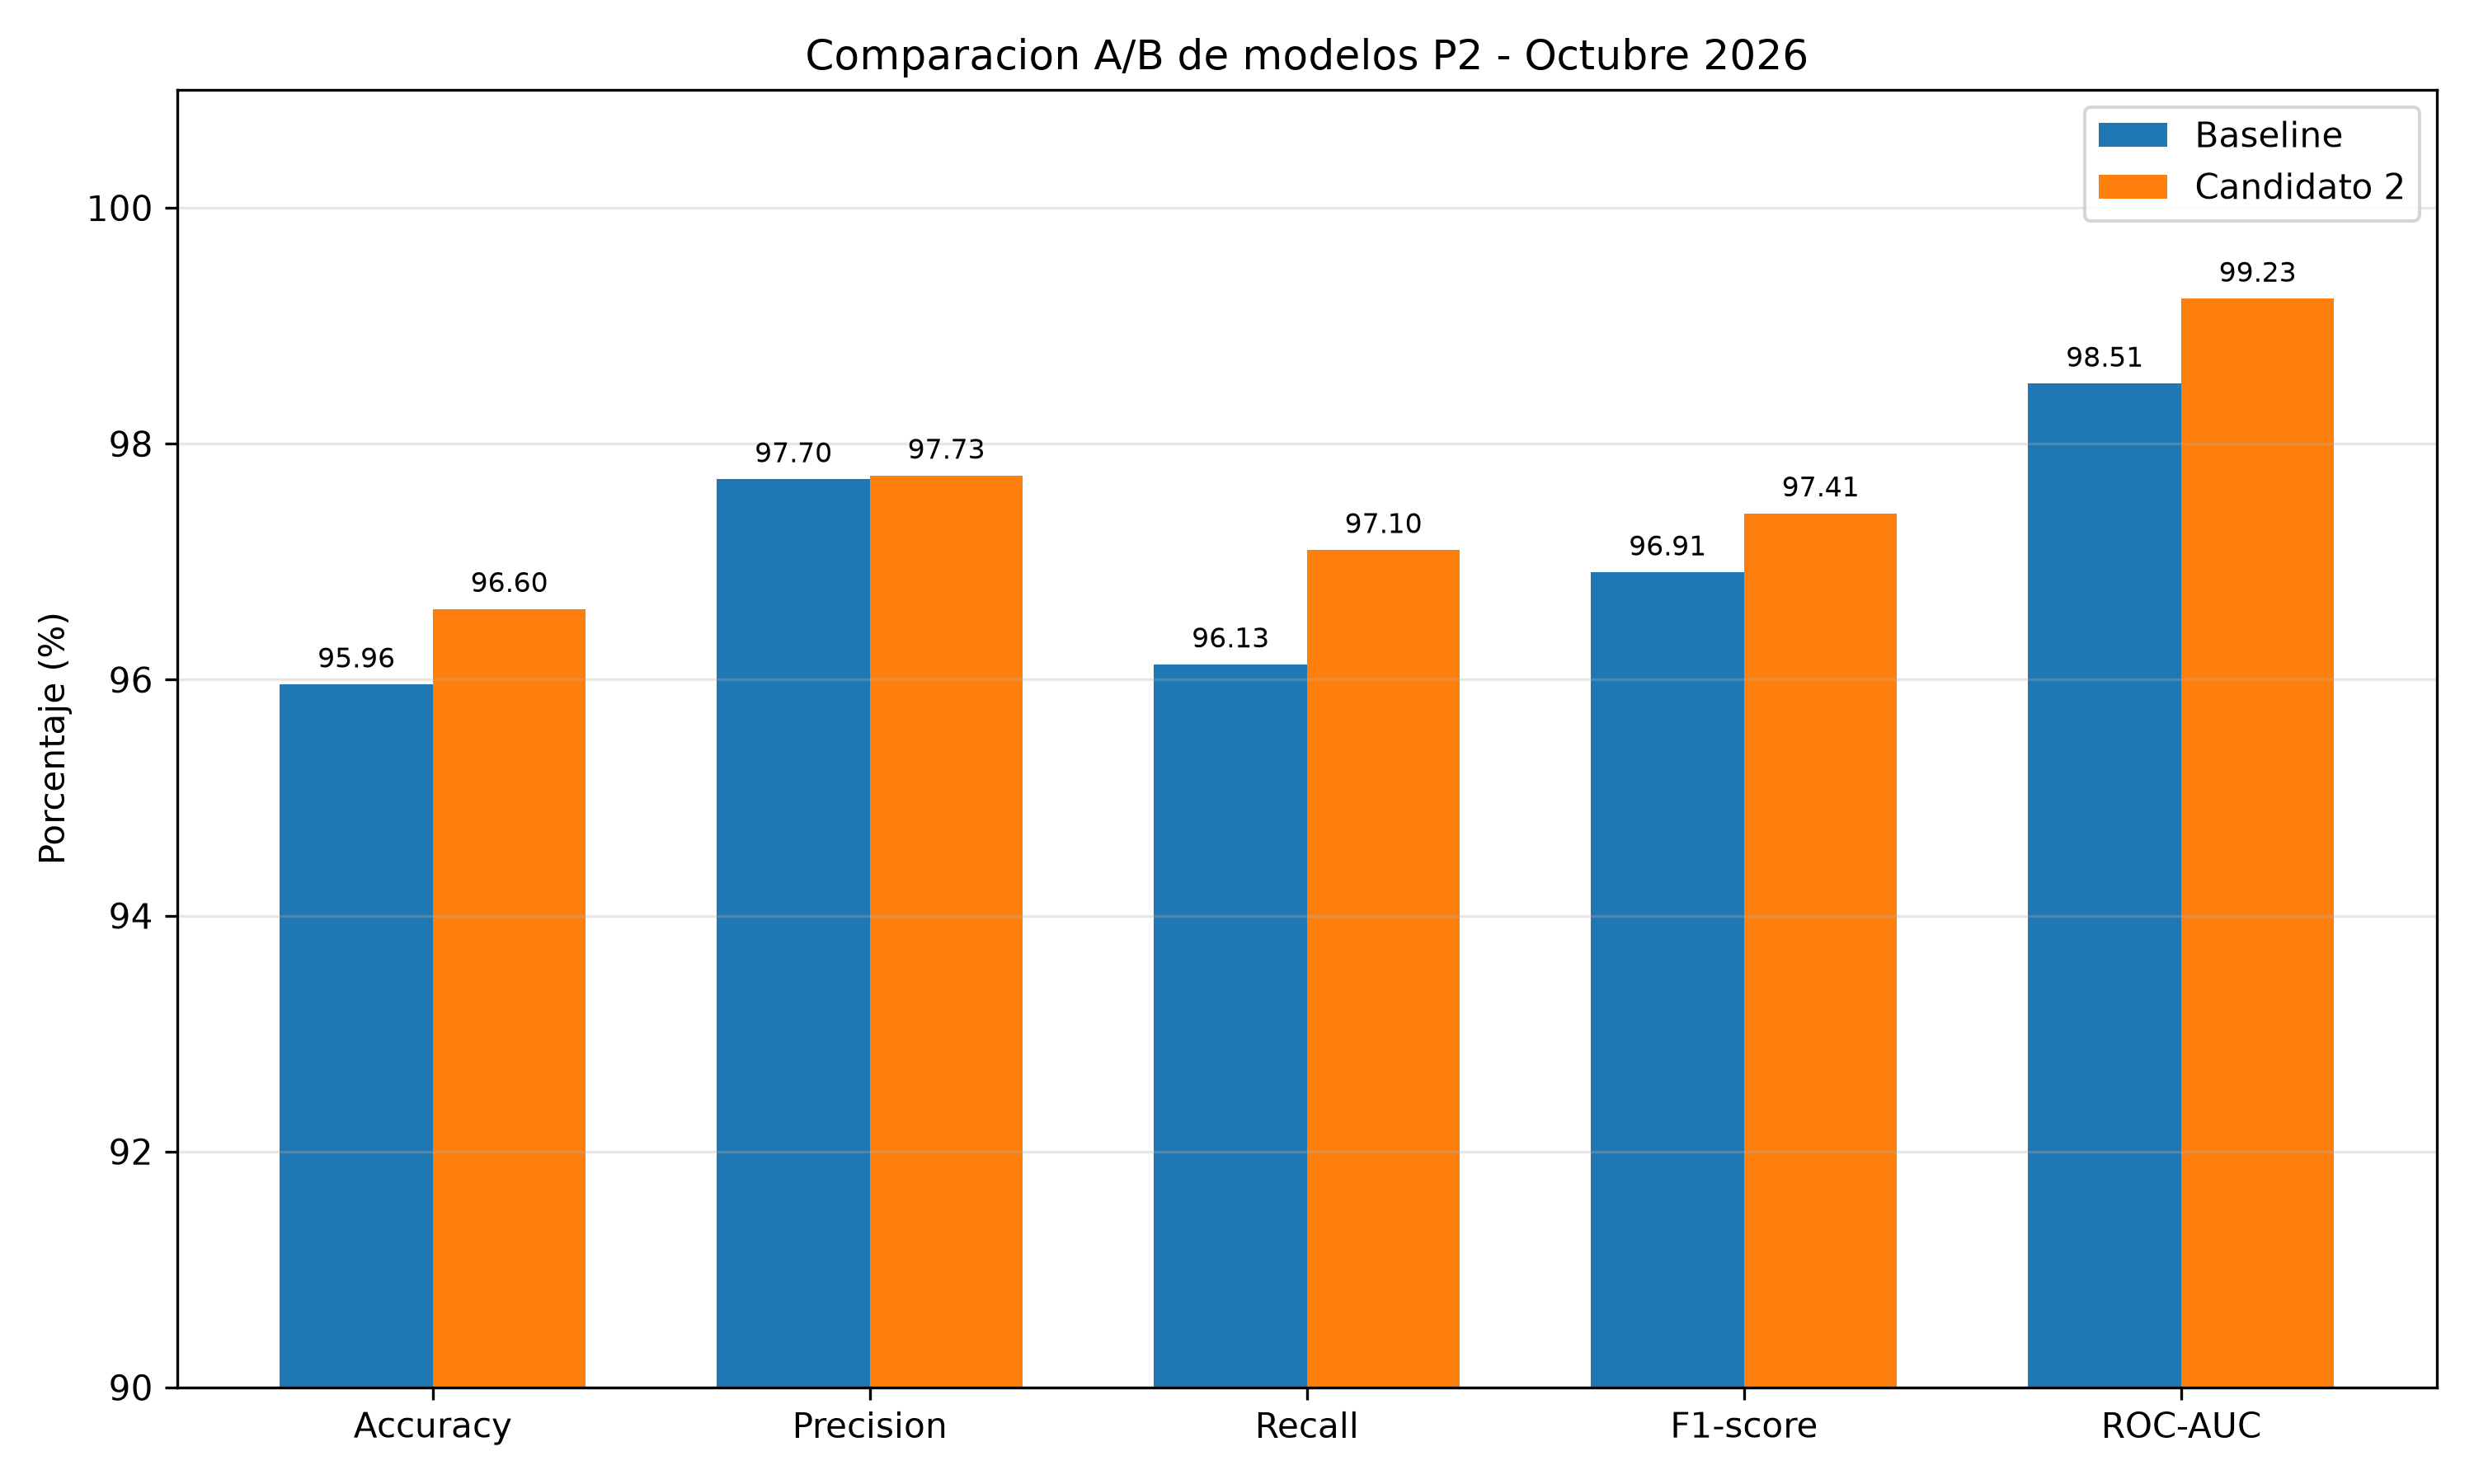 Comparacion A/B de modelos P2 - Octubre 2026
Baseline
Candidato 2
Porcentaje (%)
100
98
96
94
92
90
95.96
96.60
97.70
97.73
96.13
97.10
96.91
97.41
98.51
99.23
Accuracy
Precision
Recall
F1-score
ROC-AUC